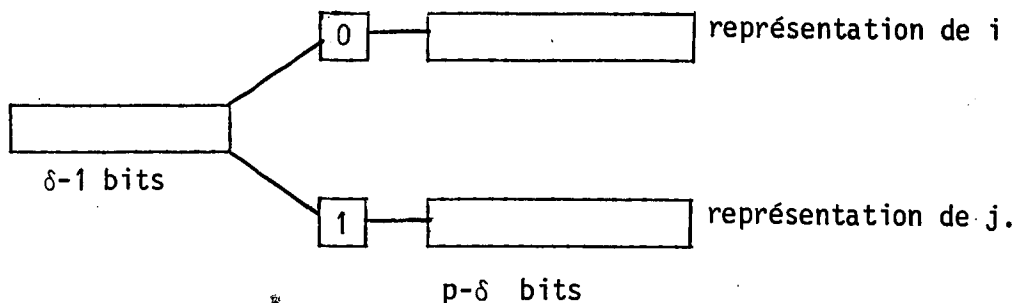 0 représentation de i
δ-1 bits
1 représentation de j.
p-δ bits